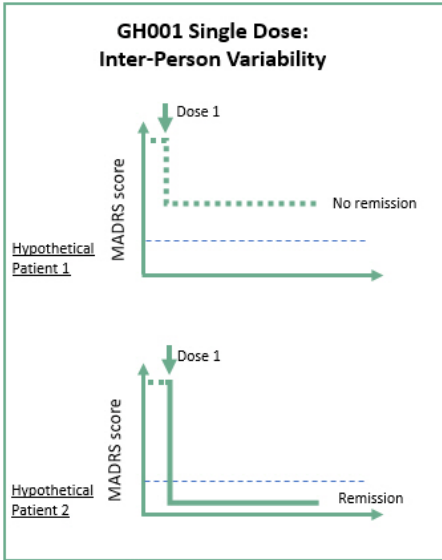 GH001 Single Dose:
Inter-Person Variability
Dose 1
MADRS score
No remission
Hypothetical
Patient 1
Dose 1
MADRS score
Remission
Hypothetical
Patient 2